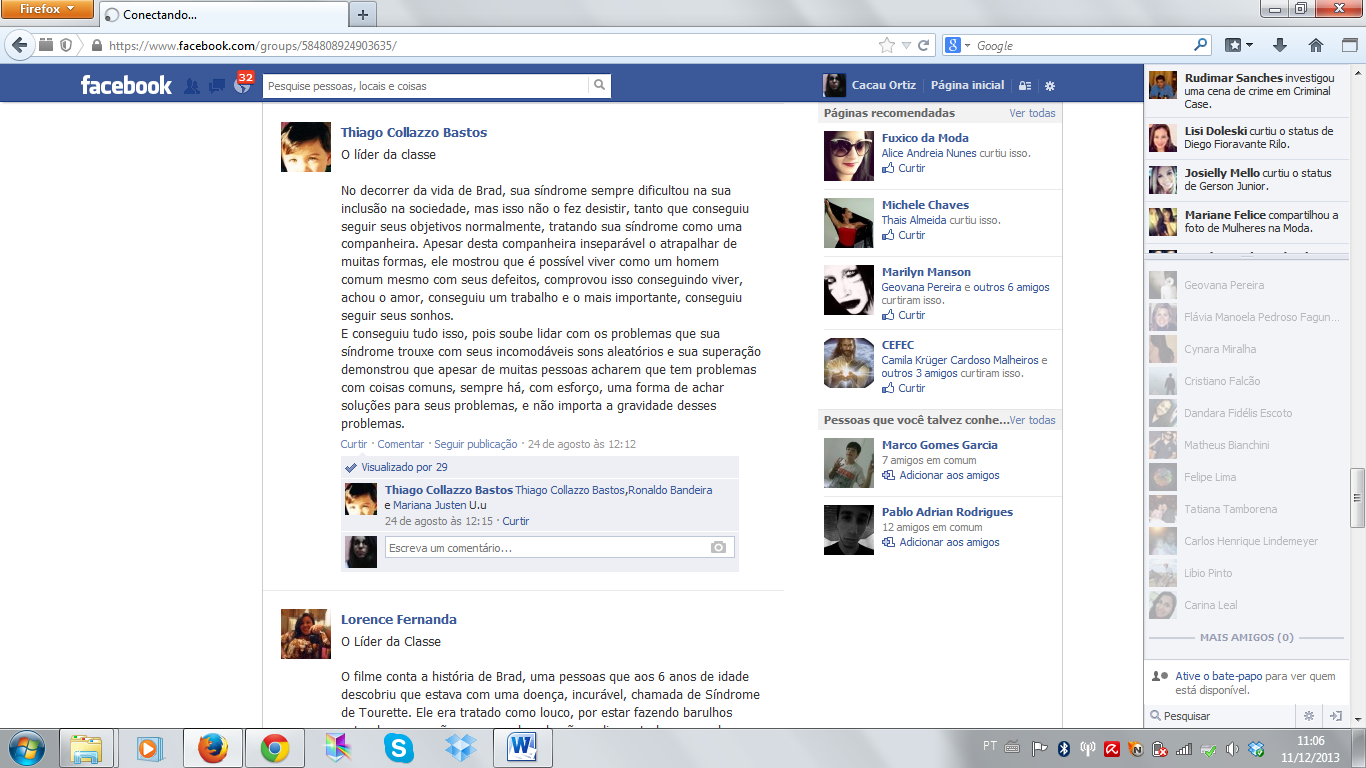 Firefox
Conectando...
https://www.facebook.com/groups/584808924903635/
Google
facebook
32
Pesquise pessoas, locais e coisas
Cacau Ortiz
Página inicial
Thiago Collazzo Bastos
O líder da classe
No decorrer da vida de Brad, sua síndrome sempre dificultou na sua
inclusão na sociedade, mas isso não o fez desistir, tanto que conseguiu
seguir seus objetivos normalmente, tratando sua síndrome como uma
companheira. Apesar desta companheira inseparável o atrapalhar de
muitas formas, ele mostrou que é possível viver como um homem
comum mesmo com seus defeitos, comprovou isso conseguindo viver,
achou o amor, conseguiu um trabalho e o mais importante, conseguiu
seguir seus sonhos.
E conseguiu tudo isso, pois soube lidar com os problemas que sua
síndrome trouxe com seus incomodáveis sons aleatórios e sua superação
demonstrou que apesar de muitas pessoas acharem que tem problemas
com coisas comuns, sempre há, com esforço, uma forma de achar
soluções para seus problemas, e não importa a gravidade desses
problemas.
Curtir · Comentar · Seguir publicação · 24 de agosto às 12:12
Visualizado por 29
Thiago Collazzo Bastos Thiago Collazzo Bastos,Ronaldo Bandeira
e Mariana Justen U.u
24 de agosto às 12:15 · Curtir
Escreva um comentário...
Lorence Fernanda
O Líder da Classe
O filme conta a história de Brad, uma pessoas que aos 6 anos de idade
descobriu que estava com uma doença, incurável, chamada de Síndrome
de Tourette. Ele era tratado como louco, por estar fazendo barulhos
Páginas recomendadas
Ver todas
Fuxico da Moda
Alice Andreia Nunes curtiu isso.
Curtir
Michele Chaves
Thais Almeida curtiu isso.
Curtir
Marilyn Manson
Geovana Pereira e outros 6 amigos
curtiram isso.
Curtir
CEFEC
Camila Krüger Cardoso Malheiros e
outros 3 amigos curtiram isso.
Curtir
Pessoas que você talvez conhe...
Ver todas
Marco Gomes Garcia
7 amigos em comum
Adicionar aos amigos
Pablo Adrian Rodrigues
12 amigos em comum
Adicionar aos amigos
Rudimar Sanches investigou
uma cena de crime em Criminal
Case.
Lisi Doleski curtiu o status de
Diego Fioravante Rilo.
Josielly Mello curtiu o status
de Gerson Junior.
Mariane Felice compartilhou a
foto de Mulheres na Moda.
Geovana Pereira
Flávia Manoela Pedroso Fagun...
Cynara Miralha
Cristiano Falcão
Dandara Fidélis Escoto
Matheus Bianchini
Felipe Lima
Tatiana Tamborena
Carlos Henrique Lindemeyer
Libio Pinto
Carina Leal
MAIS AMIGOS (0)
Ative o bate-papo para ver quem
está disponível.
Pesquisar
PT
11:06
11/12/2013